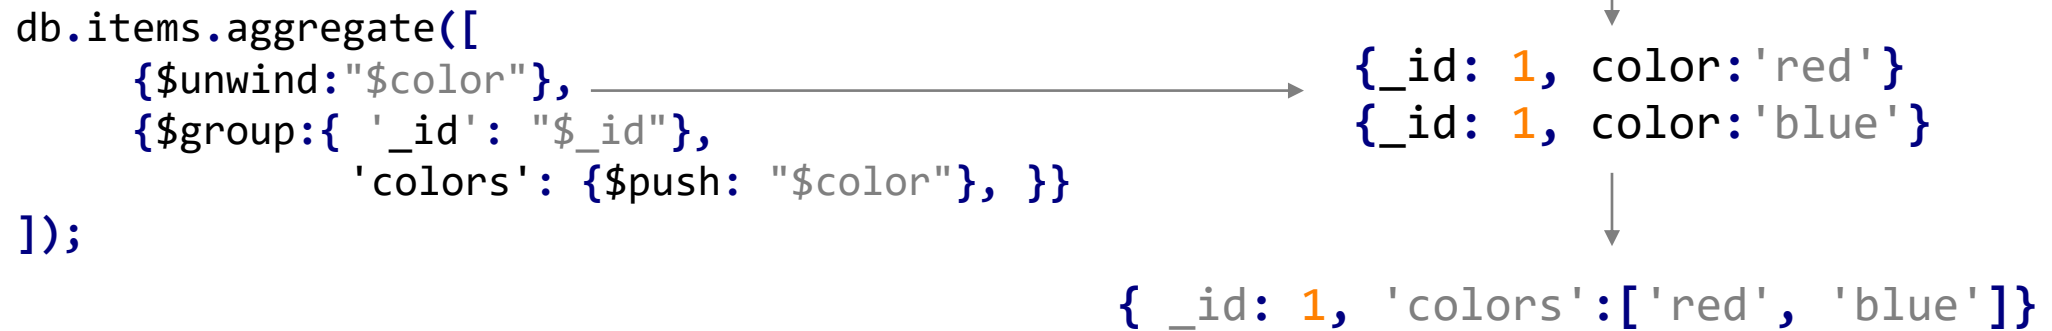 db.items.aggregate([
{$unwind:"$color"},
{$group:{ '_id': "$_id"},
'colors': {$push: "$color"}, }}
]);
{_id: 1, color:'red'}
{_id: 1, color:'blue'}
{ _id: 1, 'colors':['red', 'blue']}